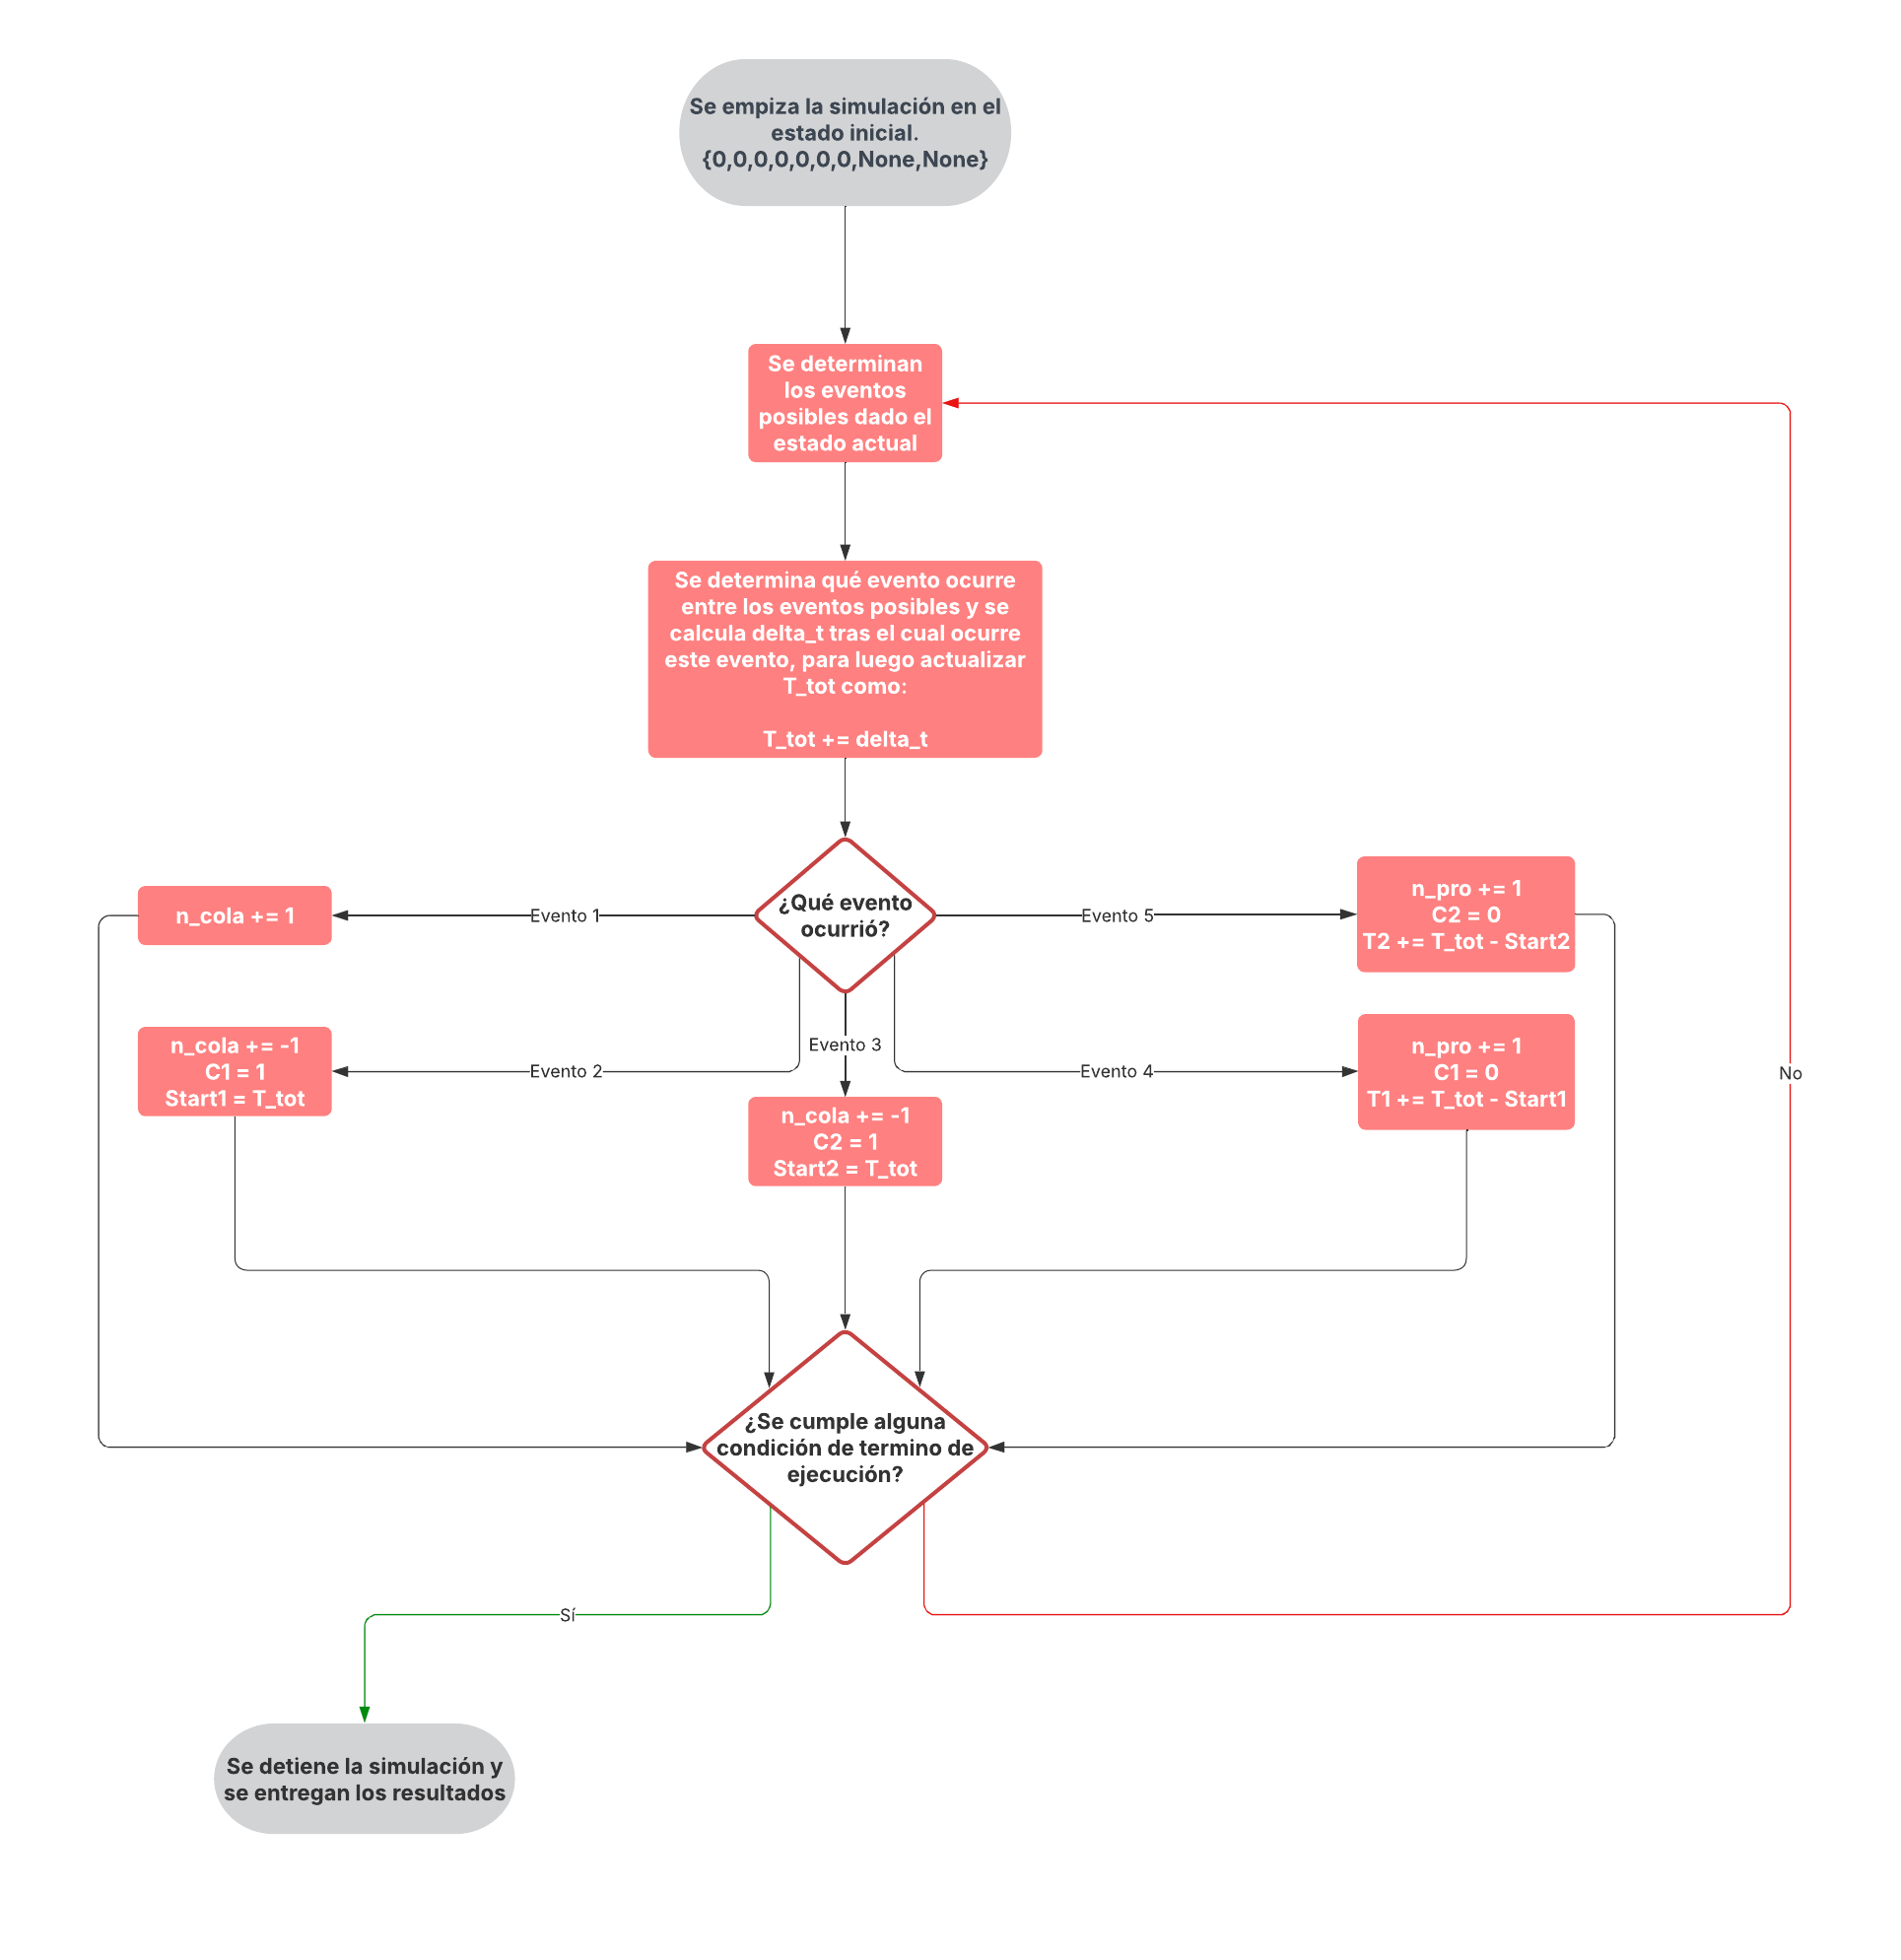 Se empiza la simulación en el
estado inicial.
{0,0,0,0,0,0,0,None,None}
Se determinan
los eventos
posibles dado el
estado actual
Se determina qué evento ocurre
entre los eventos posibles y se
calcula delta_t tras el cual ocurre
este evento, para luego actualizar
T_tot como:
T_tot += delta_t
¿Qué evento
ocurrió?
Evento 1
n_cola += 1
Evento 5
n_pro += 1
C2 = 0
T2 += T_tot - Start2
Evento 2
n_cola += -1
C1 = 1
Start1 = T_tot
Evento 3
n_cola += -1
C2 = 1
Start2 = T_tot
Evento 4
n_pro += 1
C1 = 0
T1 += T_tot - Start1
No
¿Se cumple alguna
condición de termino de
ejecución?
Sí
Se detiene la simulación y
se entregan los resultados